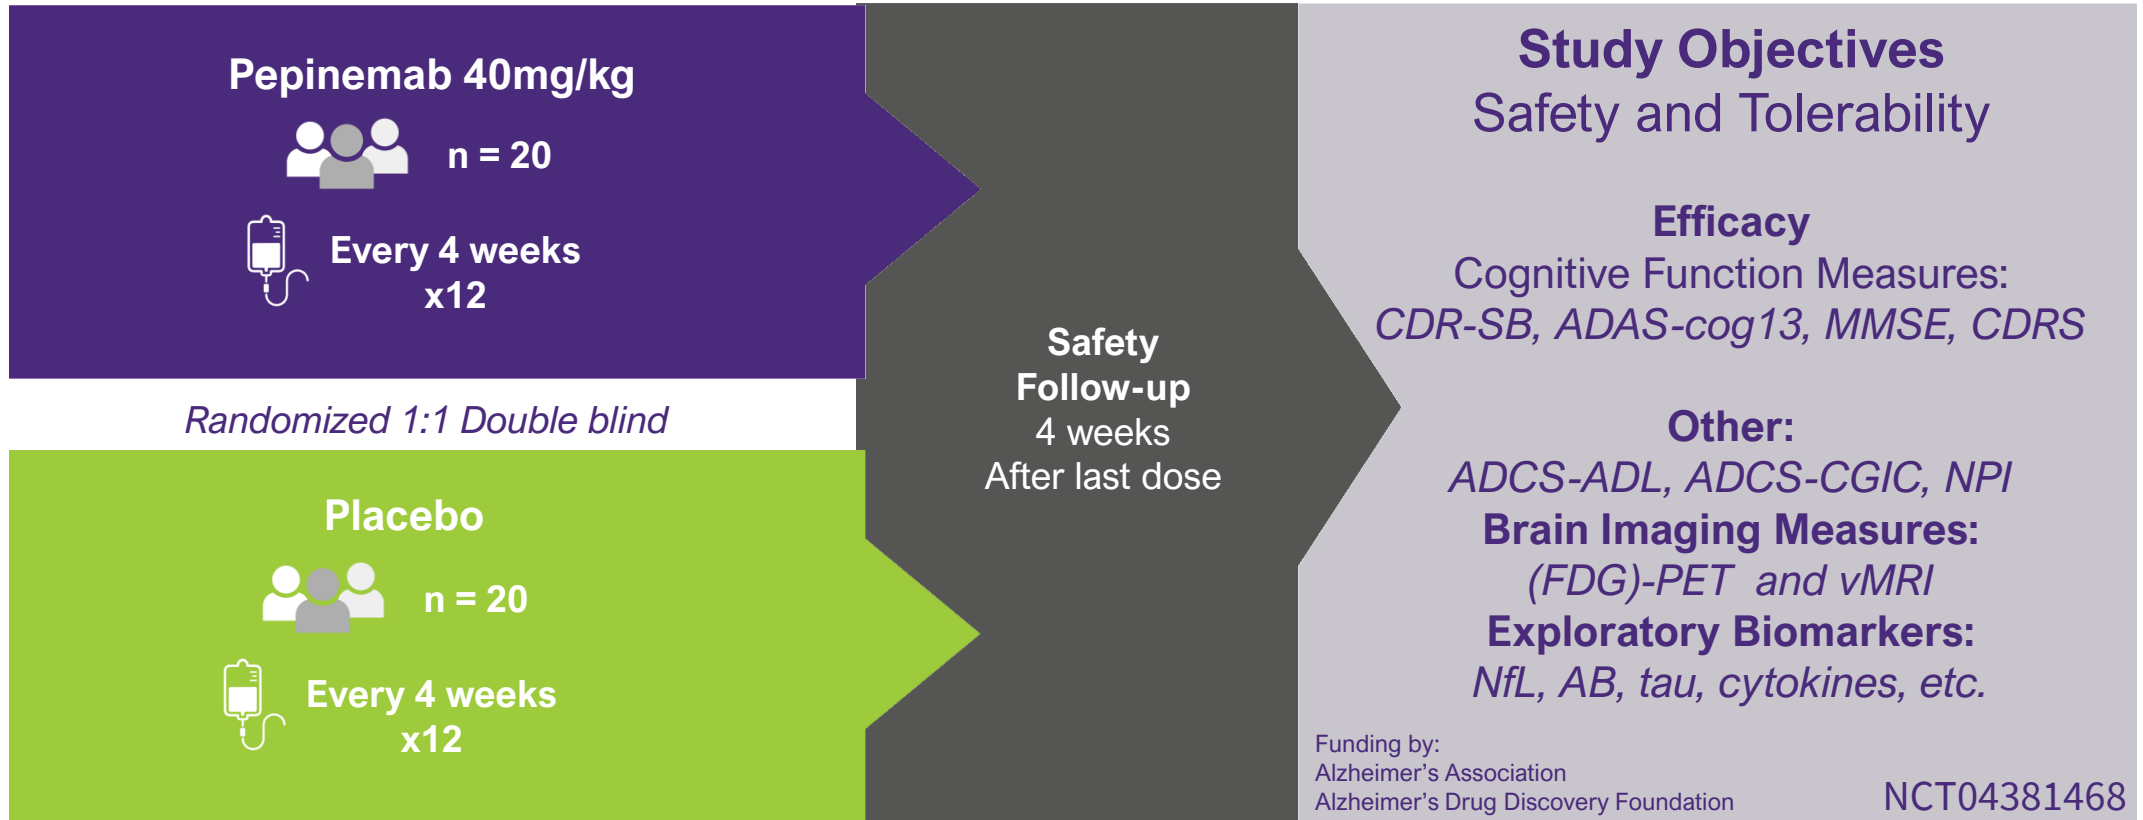 Pepinemab 40mg/kg
n = 20
Every 4 weeks
x12
Randomized 1:1 Double blind
Placebo
n = 20
Every 4 weeks
x12
Safety
Follow-up
4 weeks
After last dose
Study Objectives
Safety and Tolerability
Efficacy
Cognitive Function Measures:
CDR-SB, ADAS-cog13, MMSE, CDRS
Other:
ADCS-ADL, ADCS-CGIC, NPI
Brain Imaging Measures:
(FDG)-PET and vMRI
Exploratory Biomarkers:
NfL, AB, tau, cytokines, etc.
Funding by:
Alzheimer's Association
Alzheimer's Drug Discovery Foundation
NCT04381468